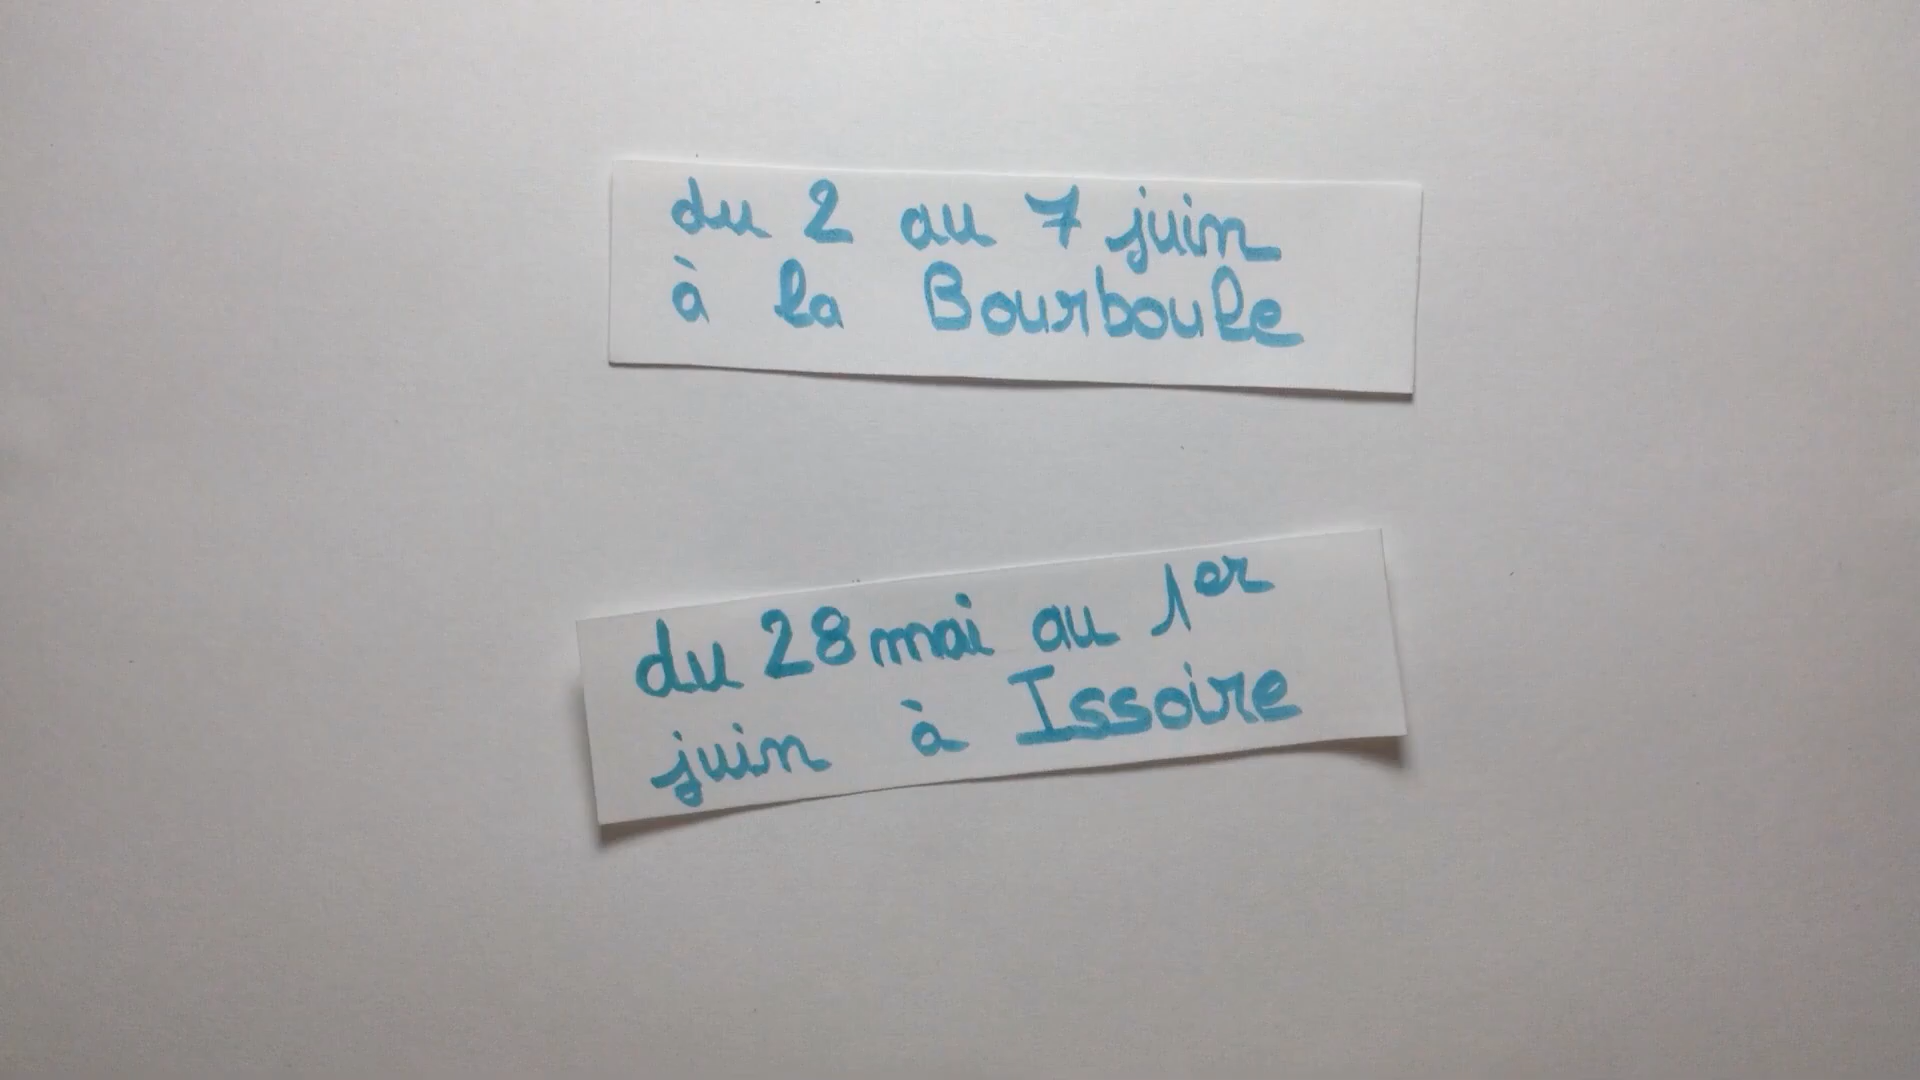 du 2 au 7 juin
à la Bourboule
du 28 mai au 1er
juin à Issoire